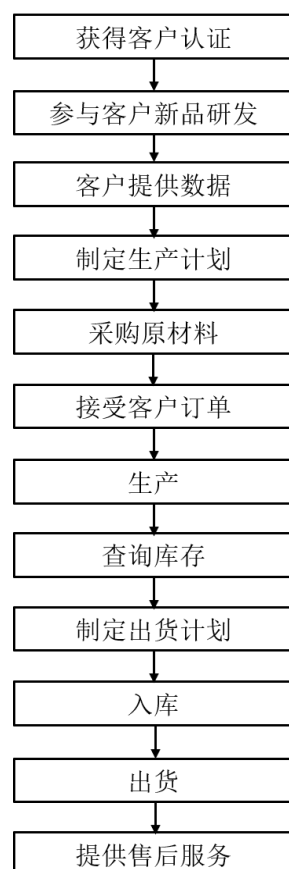 获得客户认证
参与客户新品研发
客户提供数据
制定生产计划
采购原材料
接受客户订单
生产
查询库存
制定出货计划
入库
出货
提供售后服务